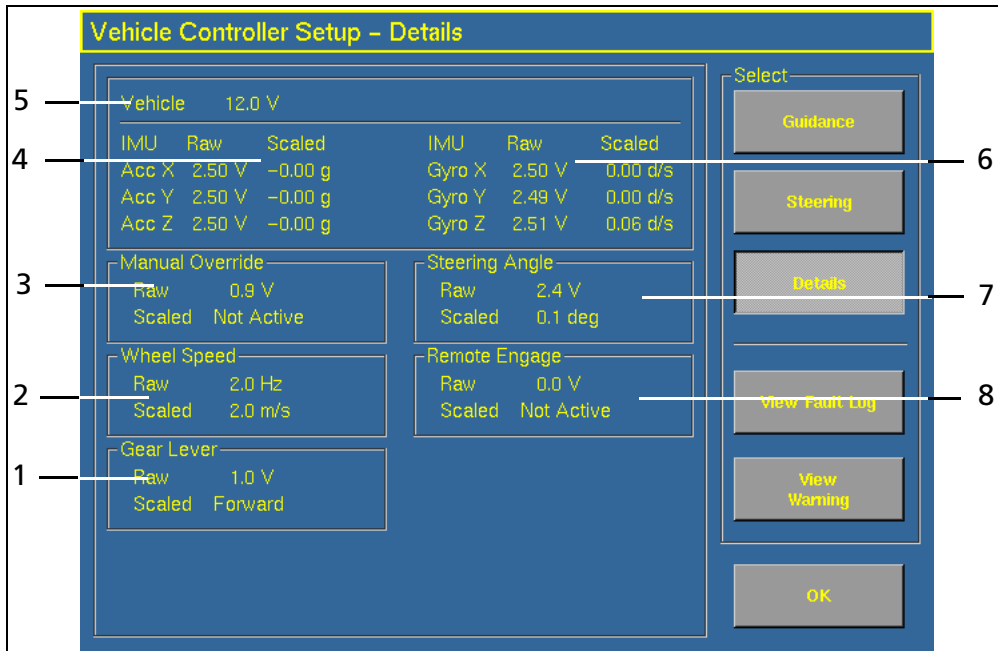 Vehicle Controller Setup – Details
5
Vehicle 12.0 V
4
IMU Raw Scaled
Acc X 2.50 V −0.00 g
Acc Y 2.50 V −0.00 g
Acc Z 2.50 V −0.00 g
IMU Raw Scaled
Gyro X 2.50 V 0.00 d/s
Gyro Y 2.49 V 0.00 d/s
Gyro Z 2.51 V 0.06 d/s
6
3
Manual Override
Raw 0.9 V
Scaled Not Active
Steering Angle
Raw 2.4 V
Scaled 0.1 deg
7
2
Wheel Speed
Raw 2.0 Hz
Scaled 2.0 m/s
Remote Engage
Raw 0.0 V
Scaled Not Active
8
1
Gear Lever
Raw 1.0 V
Scaled Forward
Select
Guidance
Steering
Details
View Fault Log
View
Warning
OK